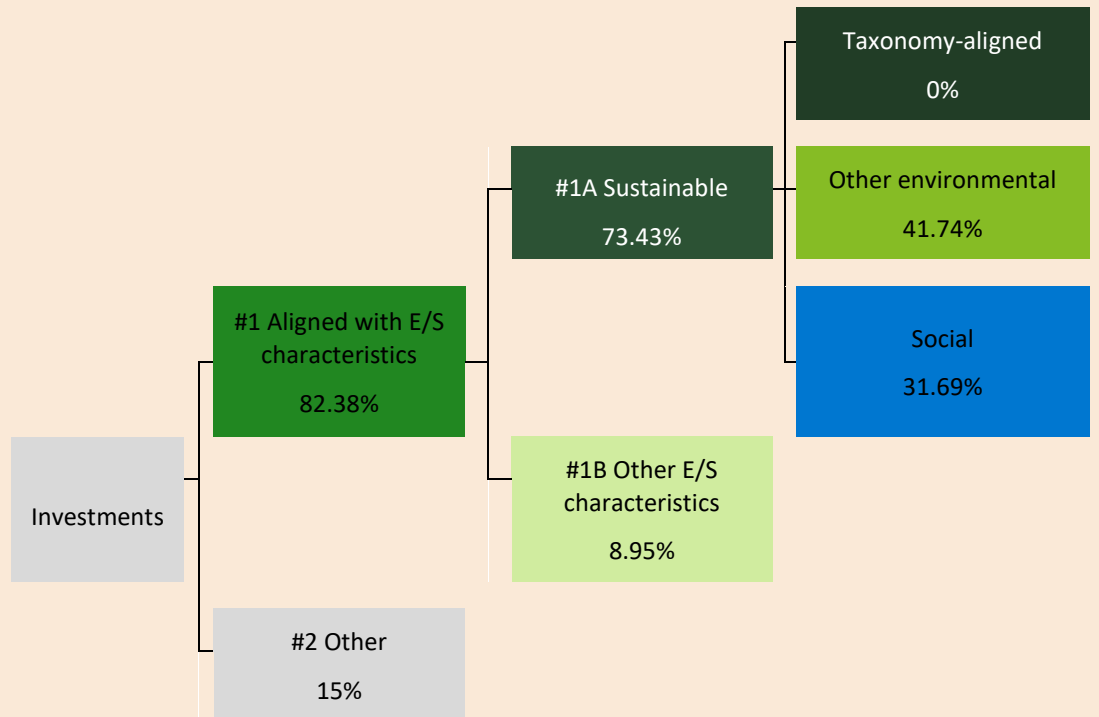 Taxonomy-aligned
0%
#1A Sustainable
73.43%
Other environmental
41.74%
#1 Aligned with E/S
characteristics
82.38%
Social
31.69%
Investments
#1B Other E/S
characteristics
8.95%
#2 Other
15%